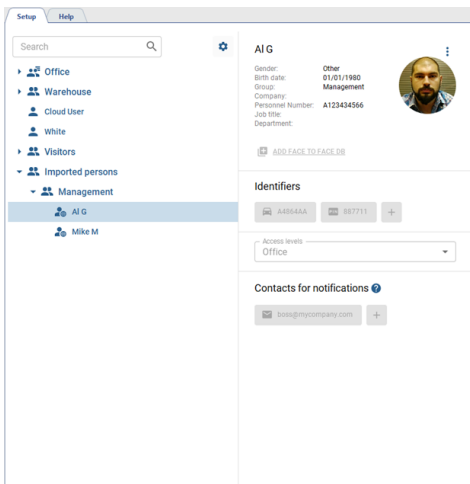 Setup
Help
Search
Office
Warehouse
Cloud User
White
Visitors
Imported persons
Management
Al G
Mike M
Al G
Gender: Other
Birth date: 01/01/1980
Group: Management
Company:
Personnel Number: A123434566
Job title:
Department:
ADD FACE TO FACE DB
Identifiers
A4864AA
987711
+
Access levels
Office
Contacts for notifications ?
boss@mycompany.com
+